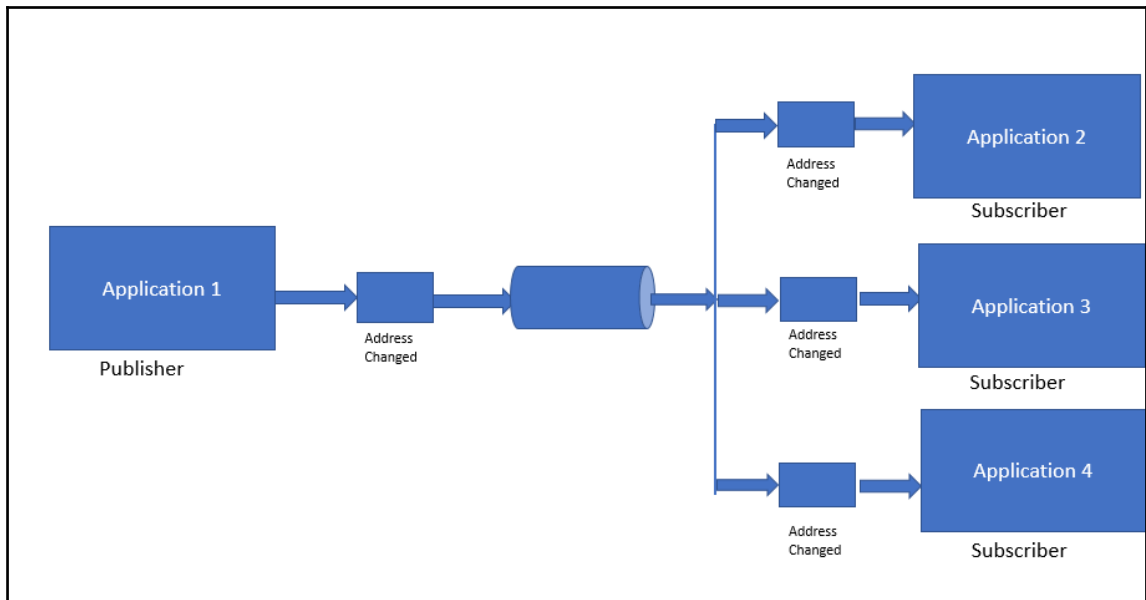 Application 1
Publisher
Address
Changed
Address
Changed
Application 2
Subscriber
Address
Changed
Application 3
Subscriber
Address
Changed
Application 4
Subscriber